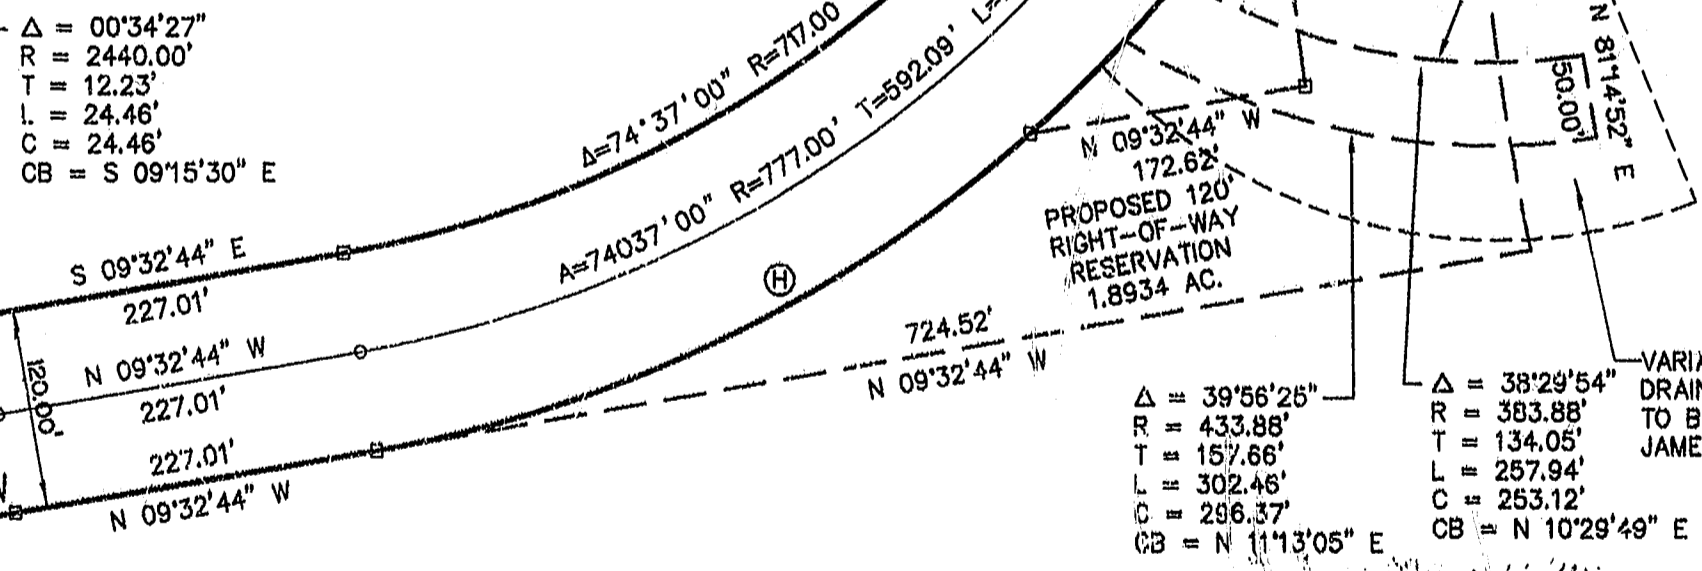 Δ = 00°34'27"
R = 2440.00'
T = 12.23'
L = 24.46'
C = 24.46'
CB = S 09°15'30" E
Δ=74°37'00" R=717.00
A=74037'00" R=777.00' T=592.09' L=
S 09°32'44" E
227.01'
N 09°32'44" W
227.01'
120.00'
227.01'
N 09°32'44" W
H
N 09°32'44" W
172.62'
PROPOSED 120'
RIGHT-OF-WAY
RESERVATION
1.8934 AC.
724.52'
N 09°32'44" W
N 81°14'52" E
50.00'
Δ = 39°56'25"
R = 433.88'
T = 157.66'
L = 302.46'
C = 296.37'
CB = N 11°13'05" E
Δ = 38°29'54"
R = 383.88'
T = 134.05'
L = 257.94'
C = 253.12'
CB = N 10°29'49" E
VARI
DRAIN
TO B
JAME